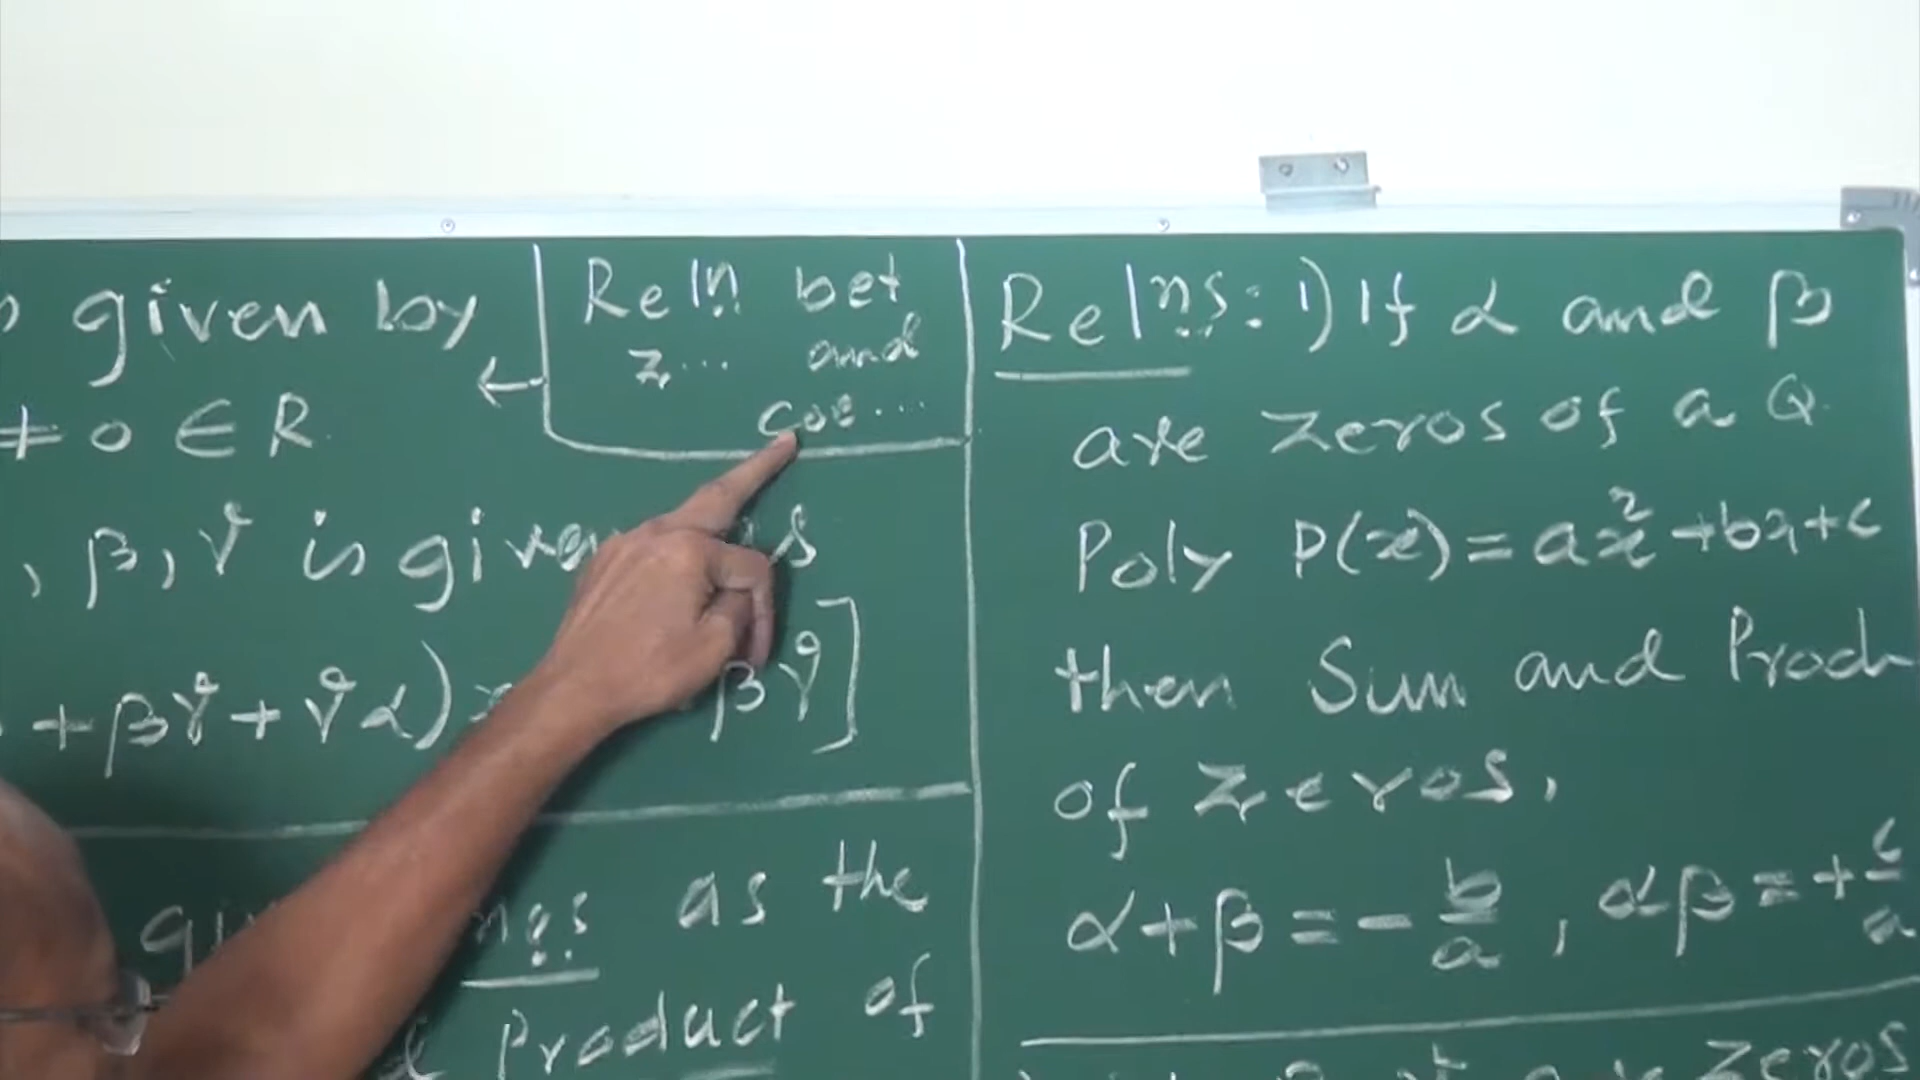 given by
≠ 0 ∈ R
, β, γ is given as
+ βγ + γα) βγ]
as the
Product of
Reln bet
z... and
coe...
Relns: 1) If α and β
are zeros of a Q.
Poly P(x) = ax² + bx + c
then Sum and Prod
of zeros,
α + β = - b/a , αβ = + c/a
zeros